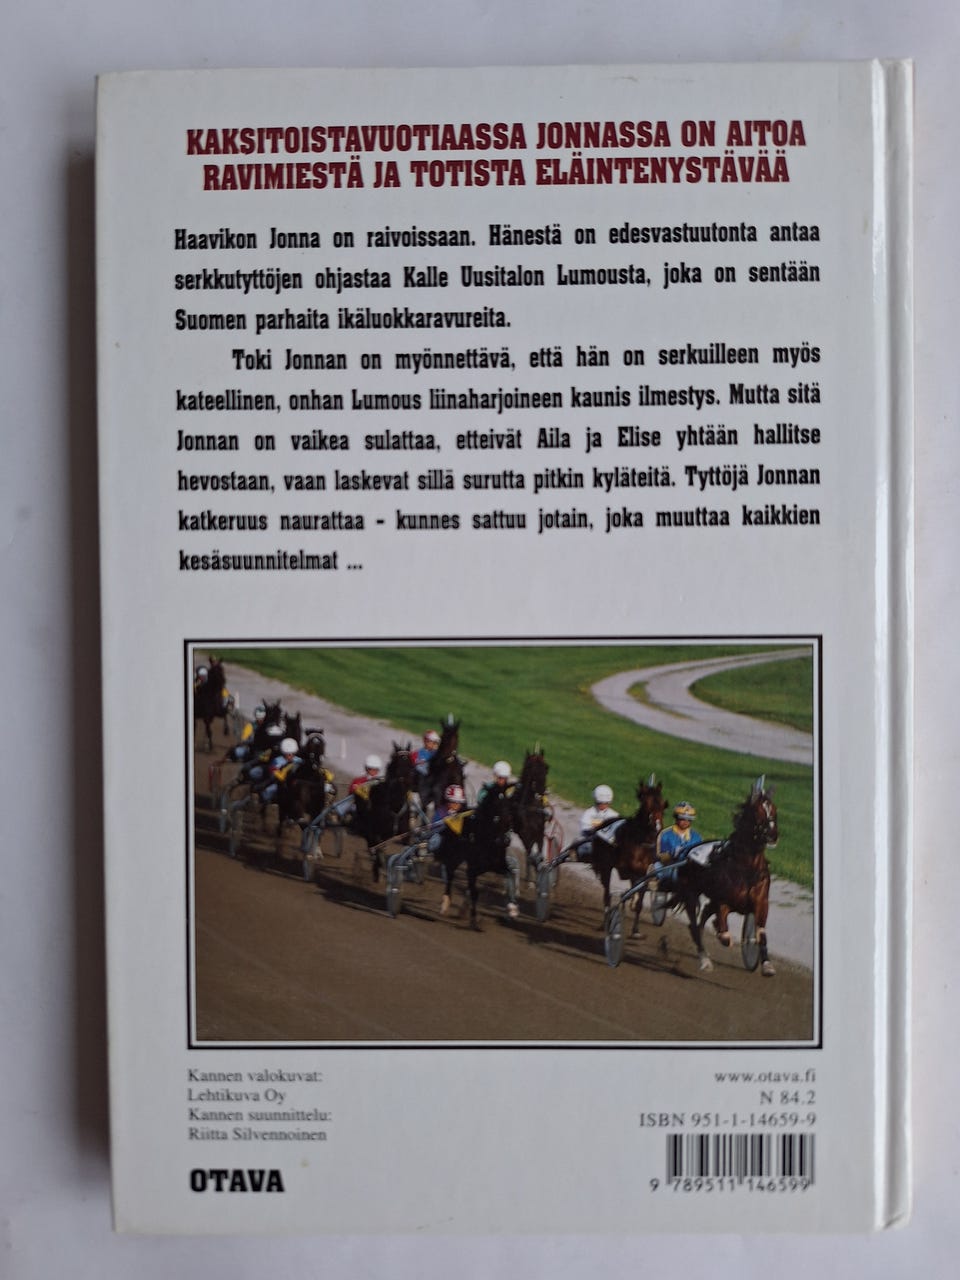 KAKSITOISTAVUOTIAASSA JONNASSA ON AITOA
RAVIMIESTÄ JA TOTISTA ELÄINTENYSTÄVÄÄ
Haavikon Jonna on raivoissaan. Hänestä on edesvastuutonta antaa
serkkutyttöjen ohjastaa Kalle Uusitalon Lumousta, joka on sentään
Suomen parhaita ikäluokkaravureita.
Toki Jonnan on myönnettävä, että hän on serkuilleen myös
kateellinen, onhan Lumous liinaharjoineen kaunis ilmestys. Mutta sitä
Jonnan on vaikea sulattaa, etteivät Aila ja Elise yhtään hallitse
hevostaan, vaan laskevat sillä surutta pitkin kyläteitä. Tyttöjä Jonnan
katkeruus naurattaa - kunnes sattuu jotain, joka muuttaa kaikkien
kesäsuunnitelmat ...
Kannen valokuvat:
Lehtikuva Oy
Kannen suunnittelu:
Riitta Silvennoinen
OTAVA
www.otava.fi
N 84.2
ISBN 951-1-14659-9
9 789511 146599